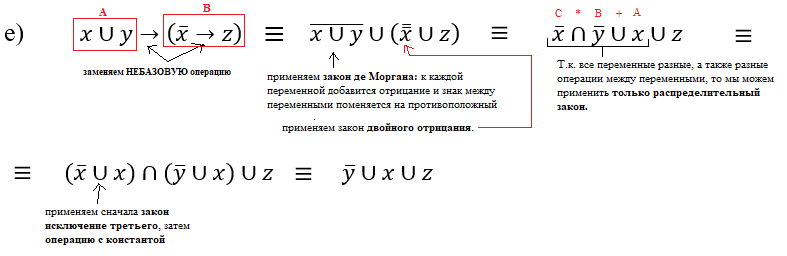 A B C * B + A
е) x ∪ y → (x̄ → z) ≡ \overline{x ∪ y} ∪ (x̿ ∪ z) ≡ x̄ ∩ ȳ ∪ x ∪ z ≡
заменяем НЕБАЗОВУЮ операцию
применяем закон де Моргана: к каждой
переменной добавится отрицание и знак между
переменными поменяется на противоположный
.
применяем закон двойного отрицания.
Т.к. все переменные разные, а также разные
операции между переменными, то мы можем
применить только распределительный
закон.
≡ (x̄ ∪ x) ∩ (ȳ ∪ x) ∪ z ≡ ȳ ∪ x ∪ z
применяем сначала закон
исключение третьего, затем
операцию с константой